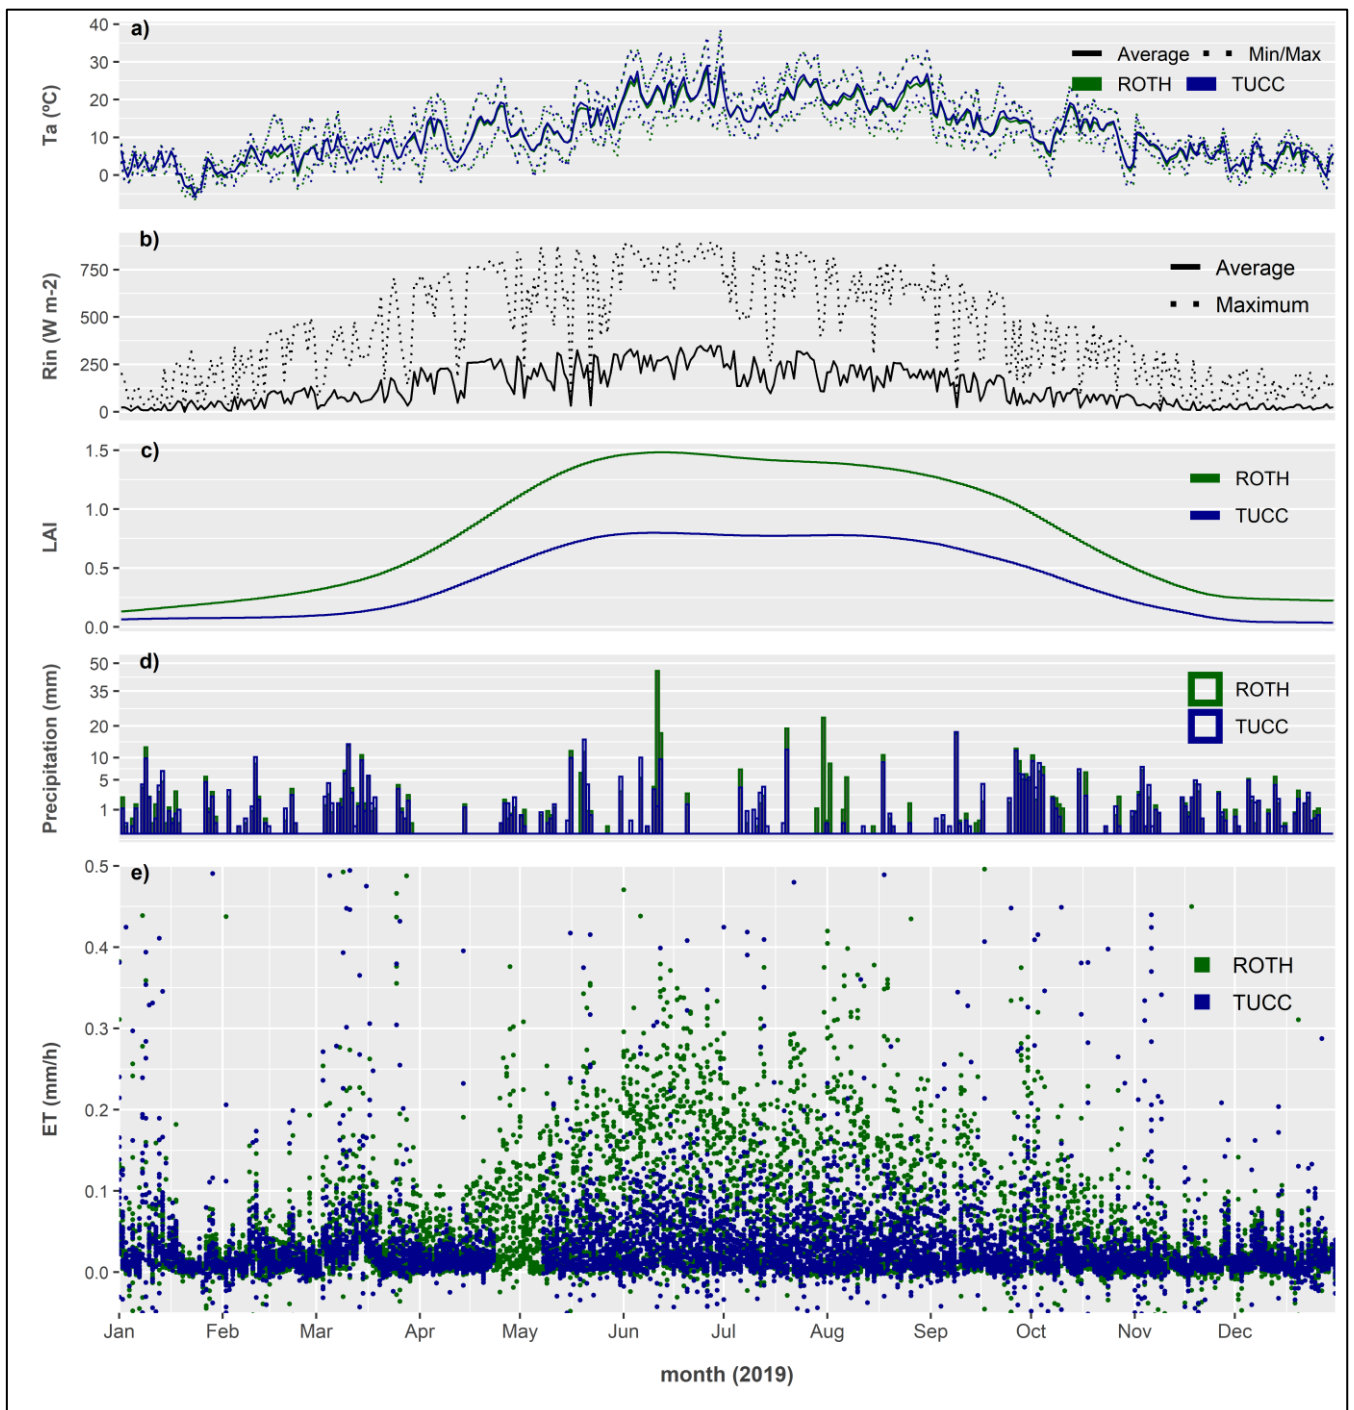 a)
40
30
20
10
0
Ta (ºC)
Average Min/Max
ROTH TUCC
b)
750
500
250
0
Rin (W m-2)
Average
Maximum
c)
1.5
1.0
0.5
0.0
LAI
ROTH
TUCC
d)
50
35
20
10
5
1
Precipitation (mm)
ROTH
TUCC
e)
0.5
0.4
0.3
0.2
0.1
0.0
ET (mm/h)
ROTH
TUCC
Jan Feb Mar Apr May Jun Jul Aug Sep Oct Nov Dec
month (2019)